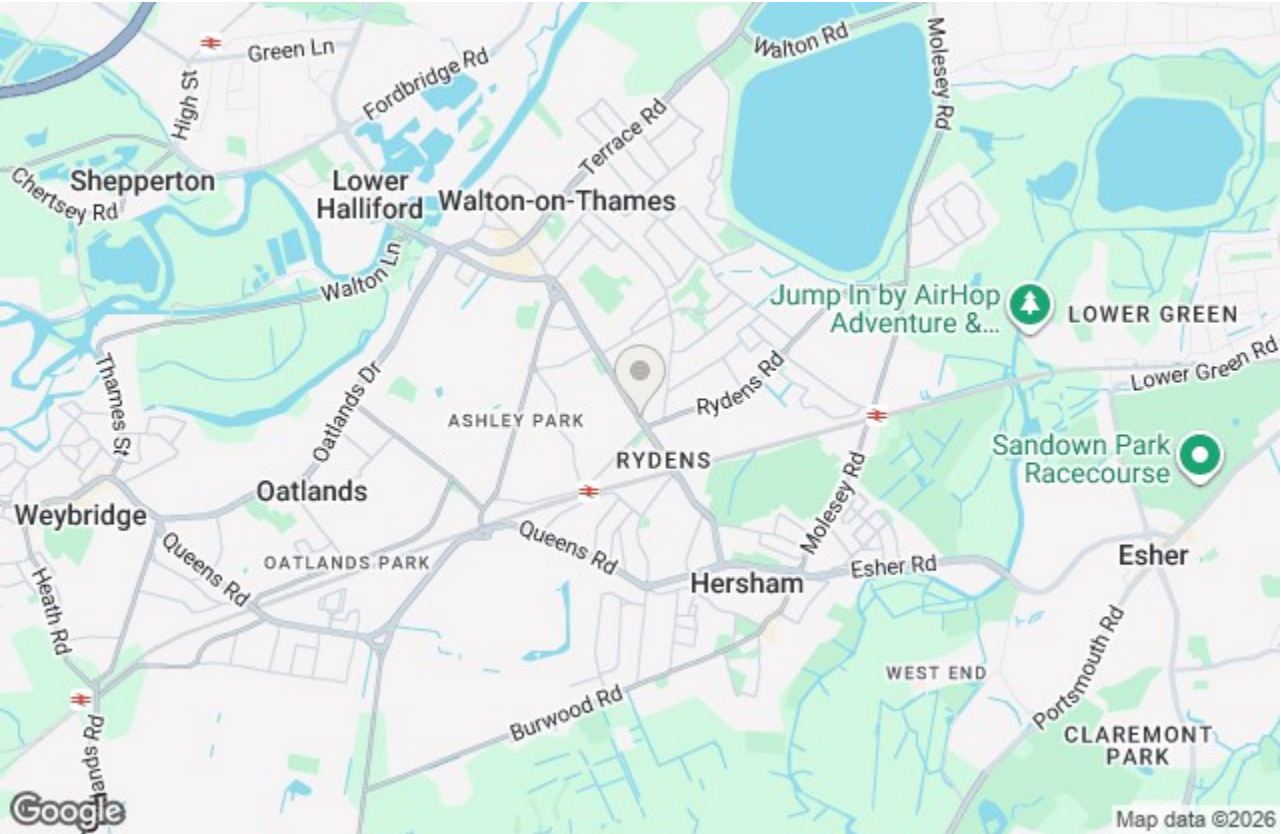 Walton Rd
Molesey Rd
Green Ln
Fordbridge Rd
High St
Terrace Rd
Shepperton
Chertsey Rd
Lower
Halliford
Walton-on-Thames
Walton Ln
Jump In by AirHop
Adventure &...
LOWER GREEN
Lower Green Rd
Thames St
Oatlands Dr
Rydens Rd
ASHLEY PARK
RYDENS
Sandown Park
Racecourse
Oatlands
Weybridge
Molesey Rd
Queens Rd
Queens Rd
OATLANDS PARK
Hersham
Esher Rd
Esher
Heath Rd
WEST END
Portsmouth Rd
Burwood Rd
CLAREMONT
PARK
Google
Map data ©2026